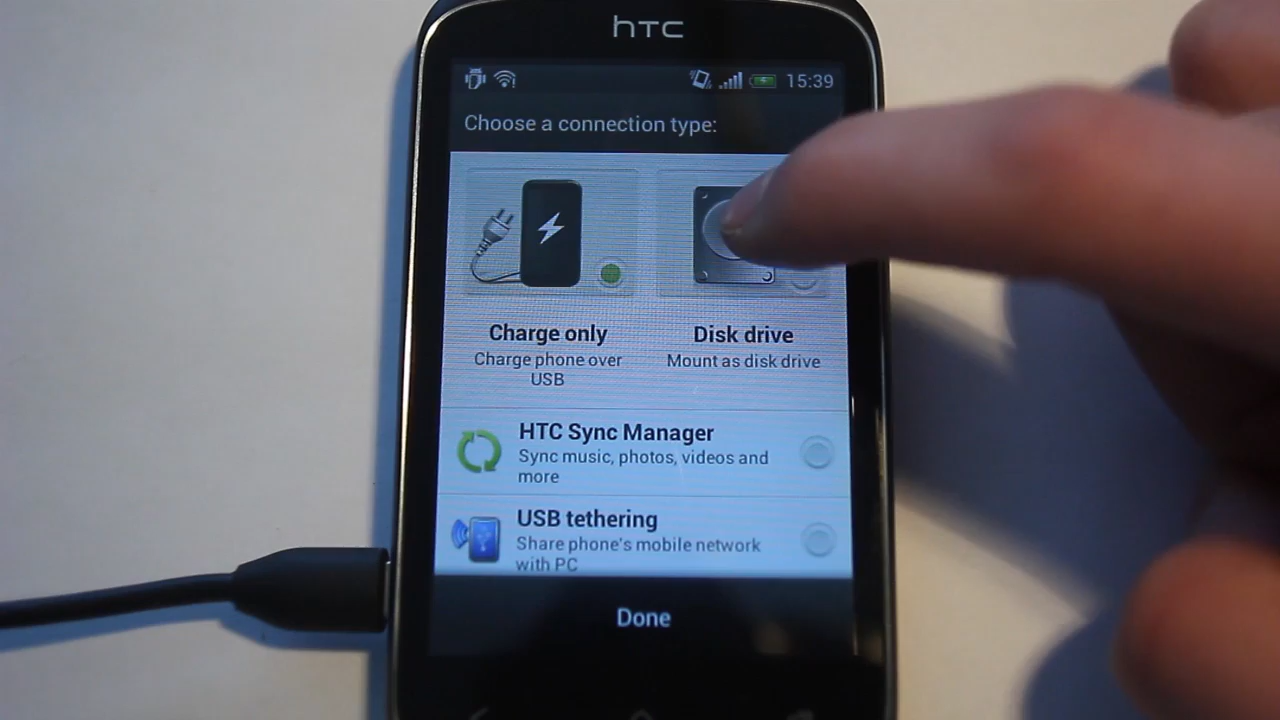 hTC
15:39
Choose a connection type:
Charge only
Charge phone over
USB
Disk drive
Mount as disk drive
HTC Sync Manager
Sync music, photos, videos and
more
USB tethering
Share phone's mobile network
with PC
Done